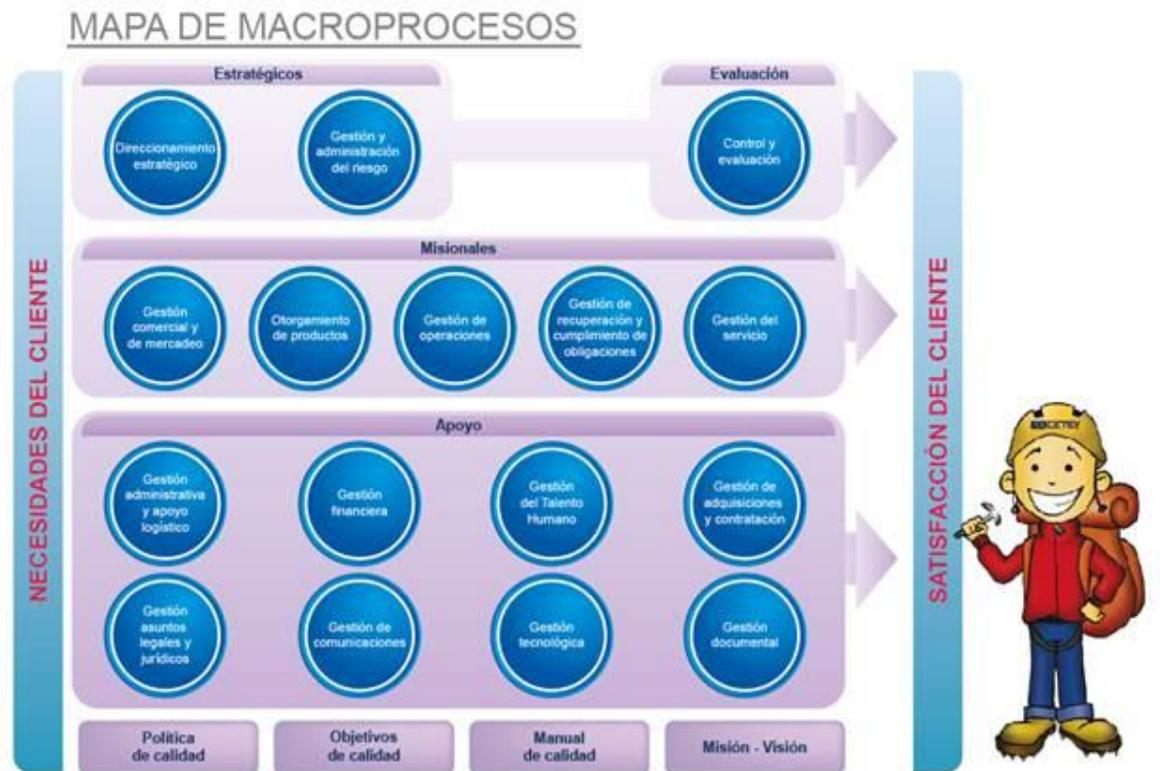 MAPA DE MACROPROCESOS
NECESIDADES DEL CLIENTE
Estratégicos
Direccionamiento
estratégico
Gestión y
administración
del riesgo
Evaluación
Control y
evaluación
Misionales
Gestión
comercial y
de mercadeo
Otorgamiento
de productos
Gestión de
operaciones
Gestión de
recuperación y
cumplimiento de
obligaciones
Gestión del
servicio
Apoyo
Gestión
administrativa
y apoyo
logístico
Gestión
financiera
Gestión
del Talento
Humano
Gestión de
adquisiciones
y contratación
Gestión
asuntos
legales y
jurídicos
Gestión de
comunicaciones
Gestión
tecnológica
Gestión
documental
Política
de calidad
Objetivos
de calidad
Manual
de calidad
Misión - Visión
SATISFACCIÓN DEL CLIENTE